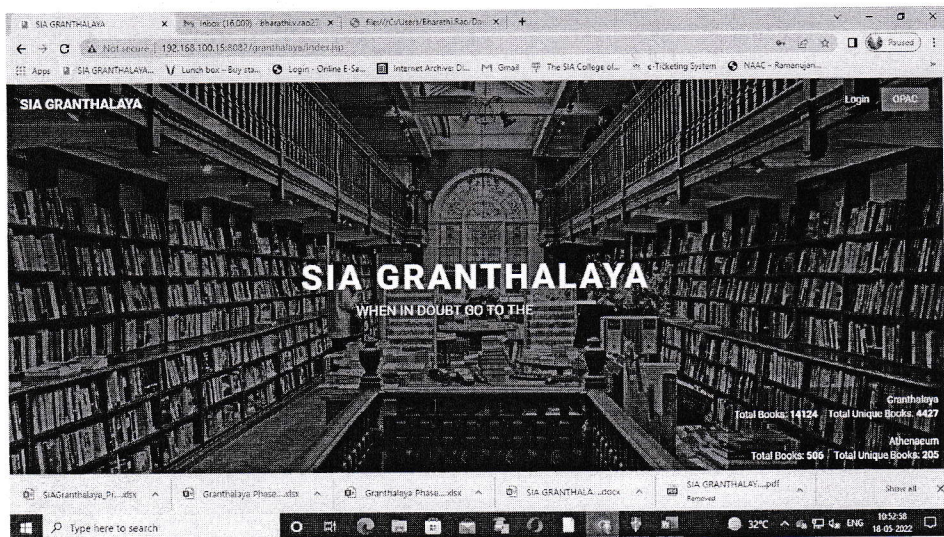 SIA GRANTHALAYA
Inbox (16,009) - bharathi.v.rao27
file:///C:/Users/Bharathi.Rao/Do
Not secure | 192.168.100.15:8082/granthalaya/index.jsp
Paused
Apps SIA GRANTHALAYA... Lunch box – Buy sta... Login - Online E-Se... Internet Archive: Di... Gmail The SIA College of... e-Ticketing System NAAC – Ramanujan...
SIA GRANTHALAYA
Login OPAC
SIA GRANTHALAYA
WHEN IN DOUBT GO TO THE
Granthalaya
Total Books: 14124 Total Unique Books: 4427
Athenaeum
Total Books: 506 Total Unique Books: 205
SIAGranthalaya_Pr....xlsx Granthalaya Phase....xlsx Granthalaya Phase....xlsx SIA GRANTHALA....docx SIA GRANTHALAY....pdf Show all
Removed
Type here to search 32°C ENG 10:52:58
18-05-2022